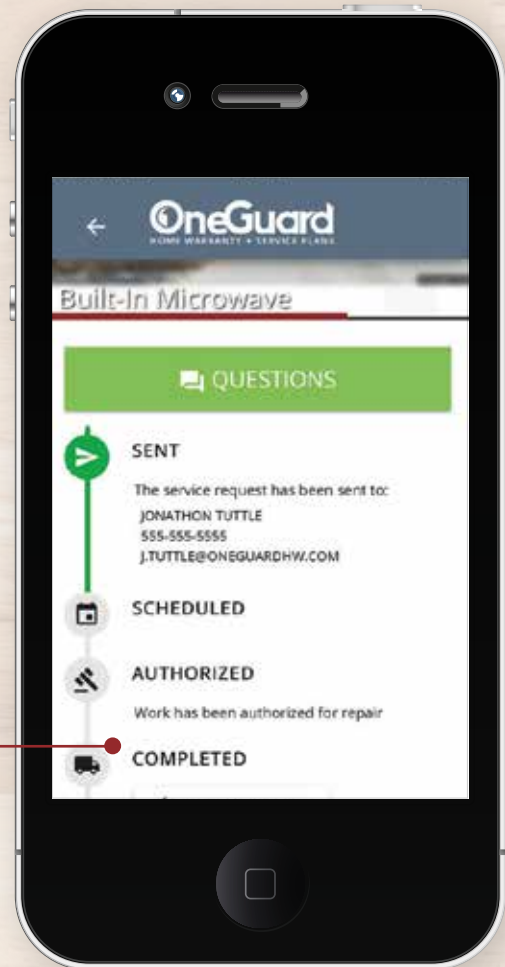 OneGuard
HOME WARRANTY + SERVICE PLANS
Built-In Microwave
QUESTIONS
SENT
The service request has been sent to:
JONATHON TUTTLE
555-555-5555
J.TUTTLE@ONEGUARDHW.COM
SCHEDULED
AUTHORIZED
Work has been authorized for repair
COMPLETED